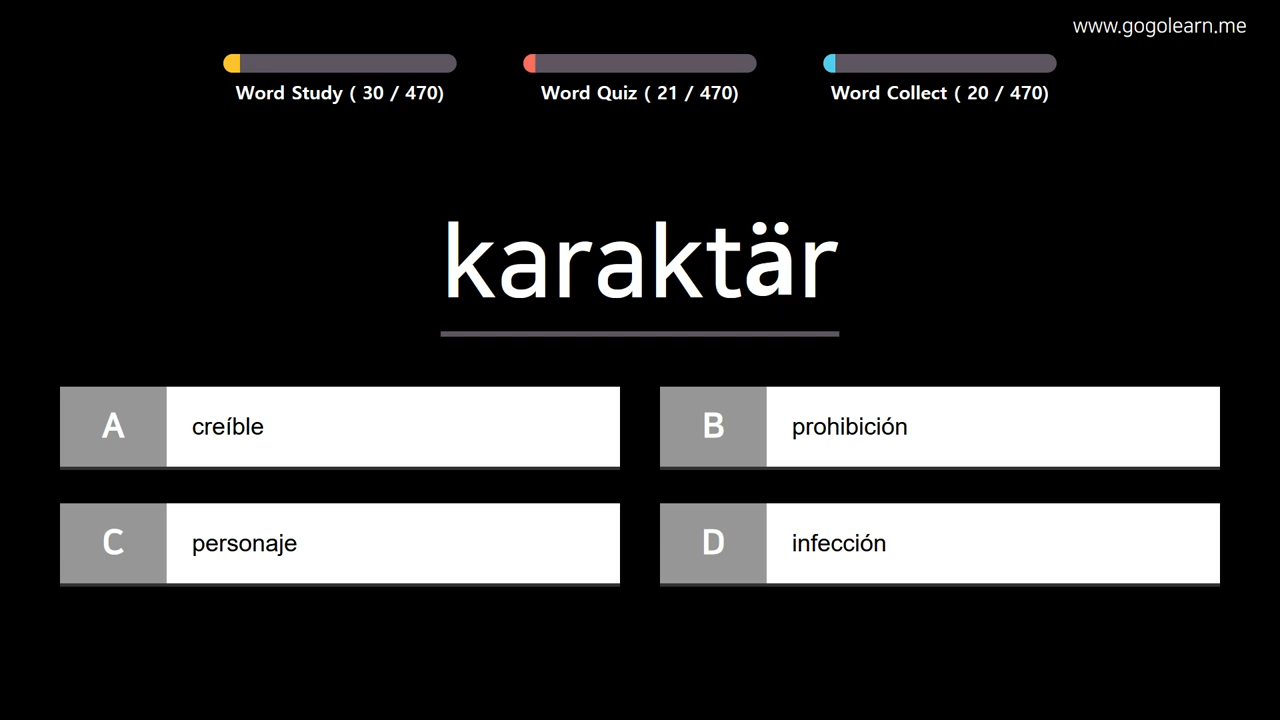 www.gogolearn.me
Word Study ( 30 / 470)
Word Quiz ( 21 / 470)
Word Collect ( 20 / 470)
karaktär
A creíble
B prohibición
C personaje
D infección